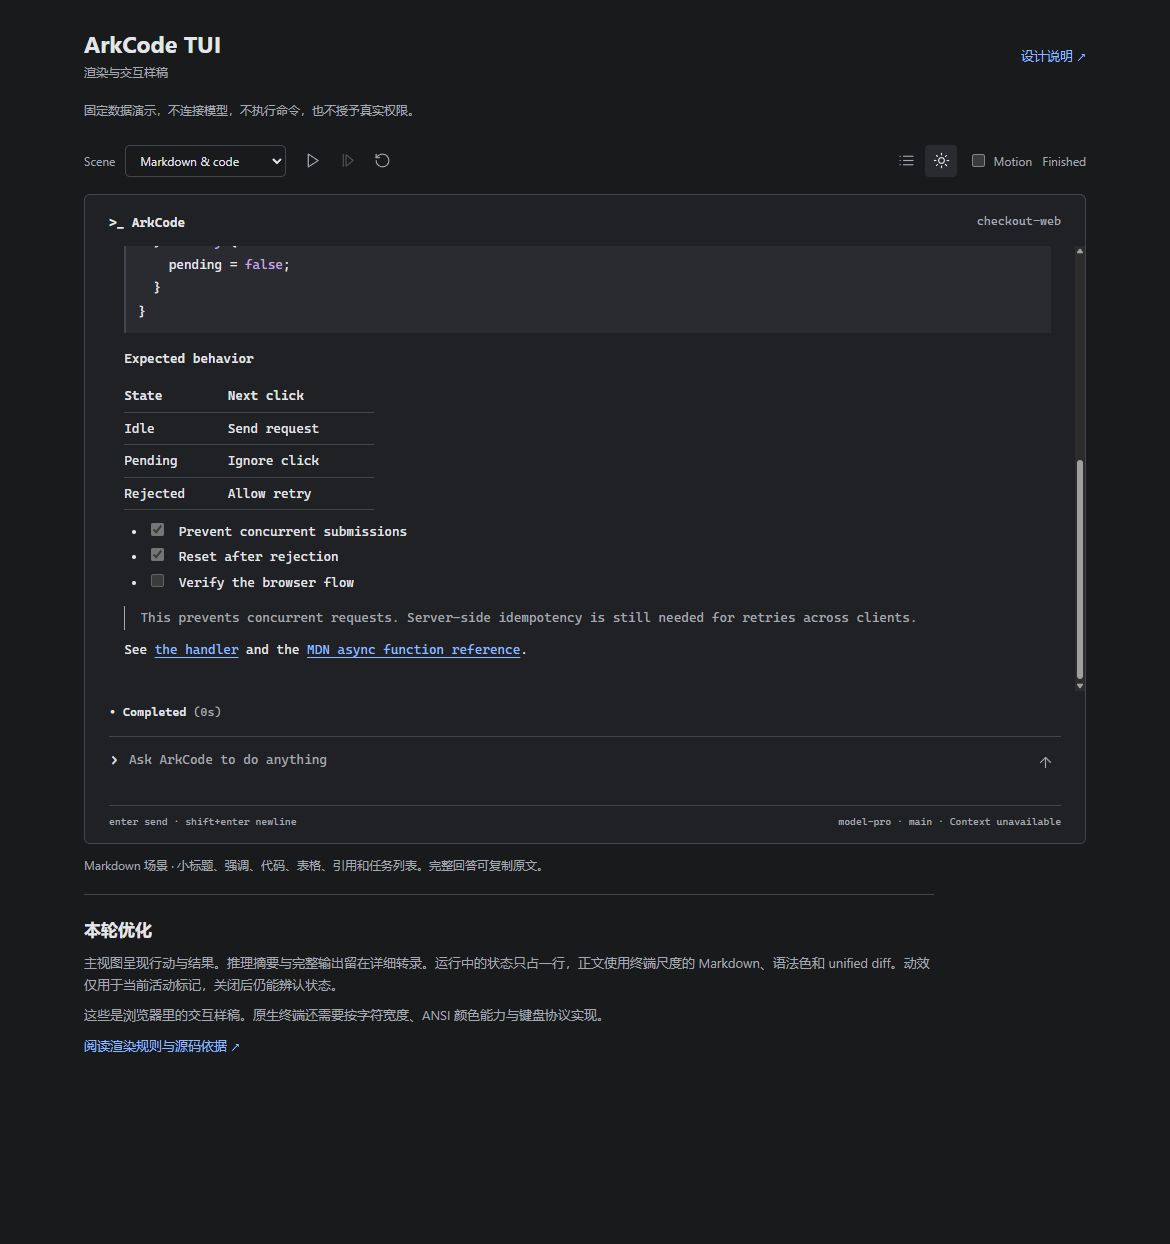 ArkCode TUI
渲染与交互样稿
设计说明 ↗
固定数据演示，不连接模型，不执行命令，也不授予真实权限。
Scene Markdown & code Motion Finished
>_ ArkCode checkout-web
pending = false;
}
}
Expected behavior
State Next click
Idle Send request
Pending Ignore click
Rejected Allow retry
• Prevent concurrent submissions
• Reset after rejection
• Verify the browser flow
This prevents concurrent requests. Server-side idempotency is still needed for retries across clients.
See the handler and the MDN async function reference.
• Completed (0s)
› Ask ArkCode to do anything
enter send · shift+enter newline model-pro · main · Context unavailable
Markdown 场景 · 小标题、强调、代码、表格、引用和任务列表。完整回答可复制原文。
本轮优化
主视图呈现行动与结果。推理摘要与完整输出留在详细转录。运行中的状态只占一行，正文使用终端尺度的 Markdown、语法色和 unified diff。动效
仅用于当前活动标记，关闭后仍能辨认状态。
这些是浏览器里的交互样稿。原生终端还需要按字符宽度、ANSI 颜色能力与键盘协议实现。
阅读渲染规则与源码依据 ↗